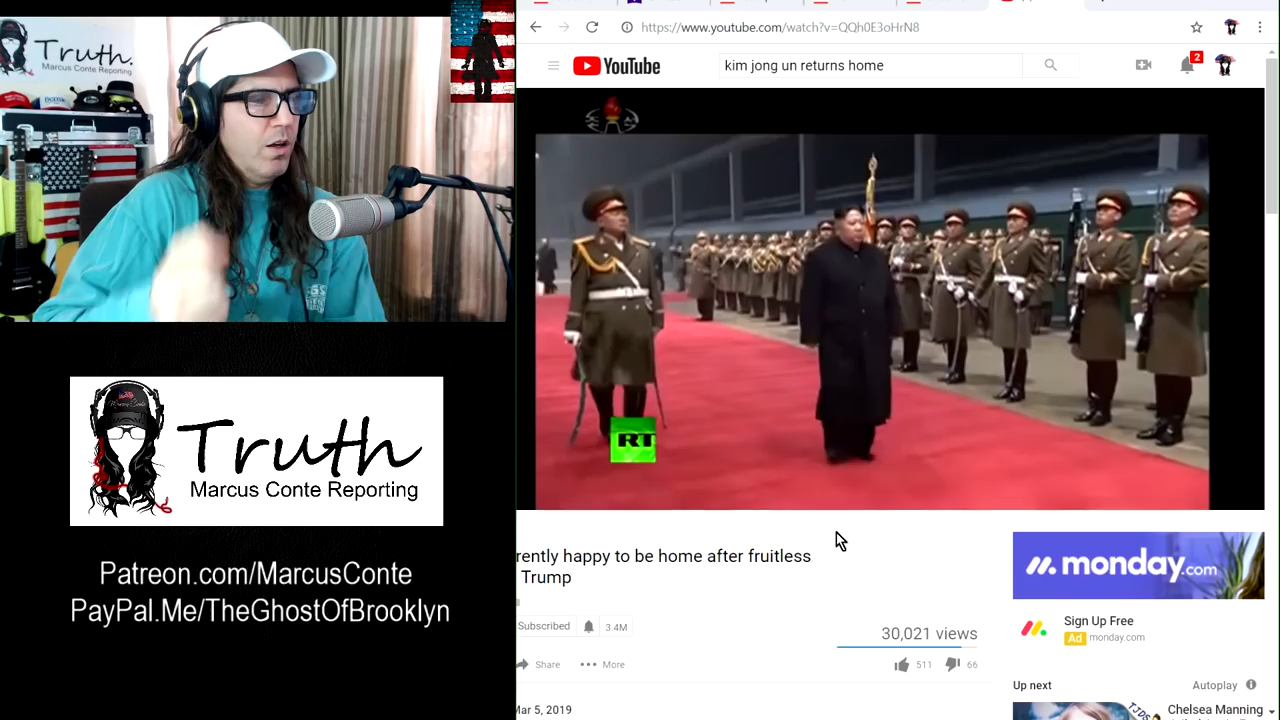 Truth.
Marcus Conte Reporting
Truth
Marcus Conte Reporting
Patreon.com/MarcusConte
PayPal.Me/TheGhostOfBrooklyn
https://www.youtube.com/watch?v=QQh0E3oHrN8
YouTube
kim jong un returns home
2
RT
rently happy to be home after fruitless
Trump
Subscribed 3.4M
30,021 views
Share More 511 66
Mar 5, 2019
monday.com
Sign Up Free
Ad monday.com
Up next Autoplay
Chelsea Manning